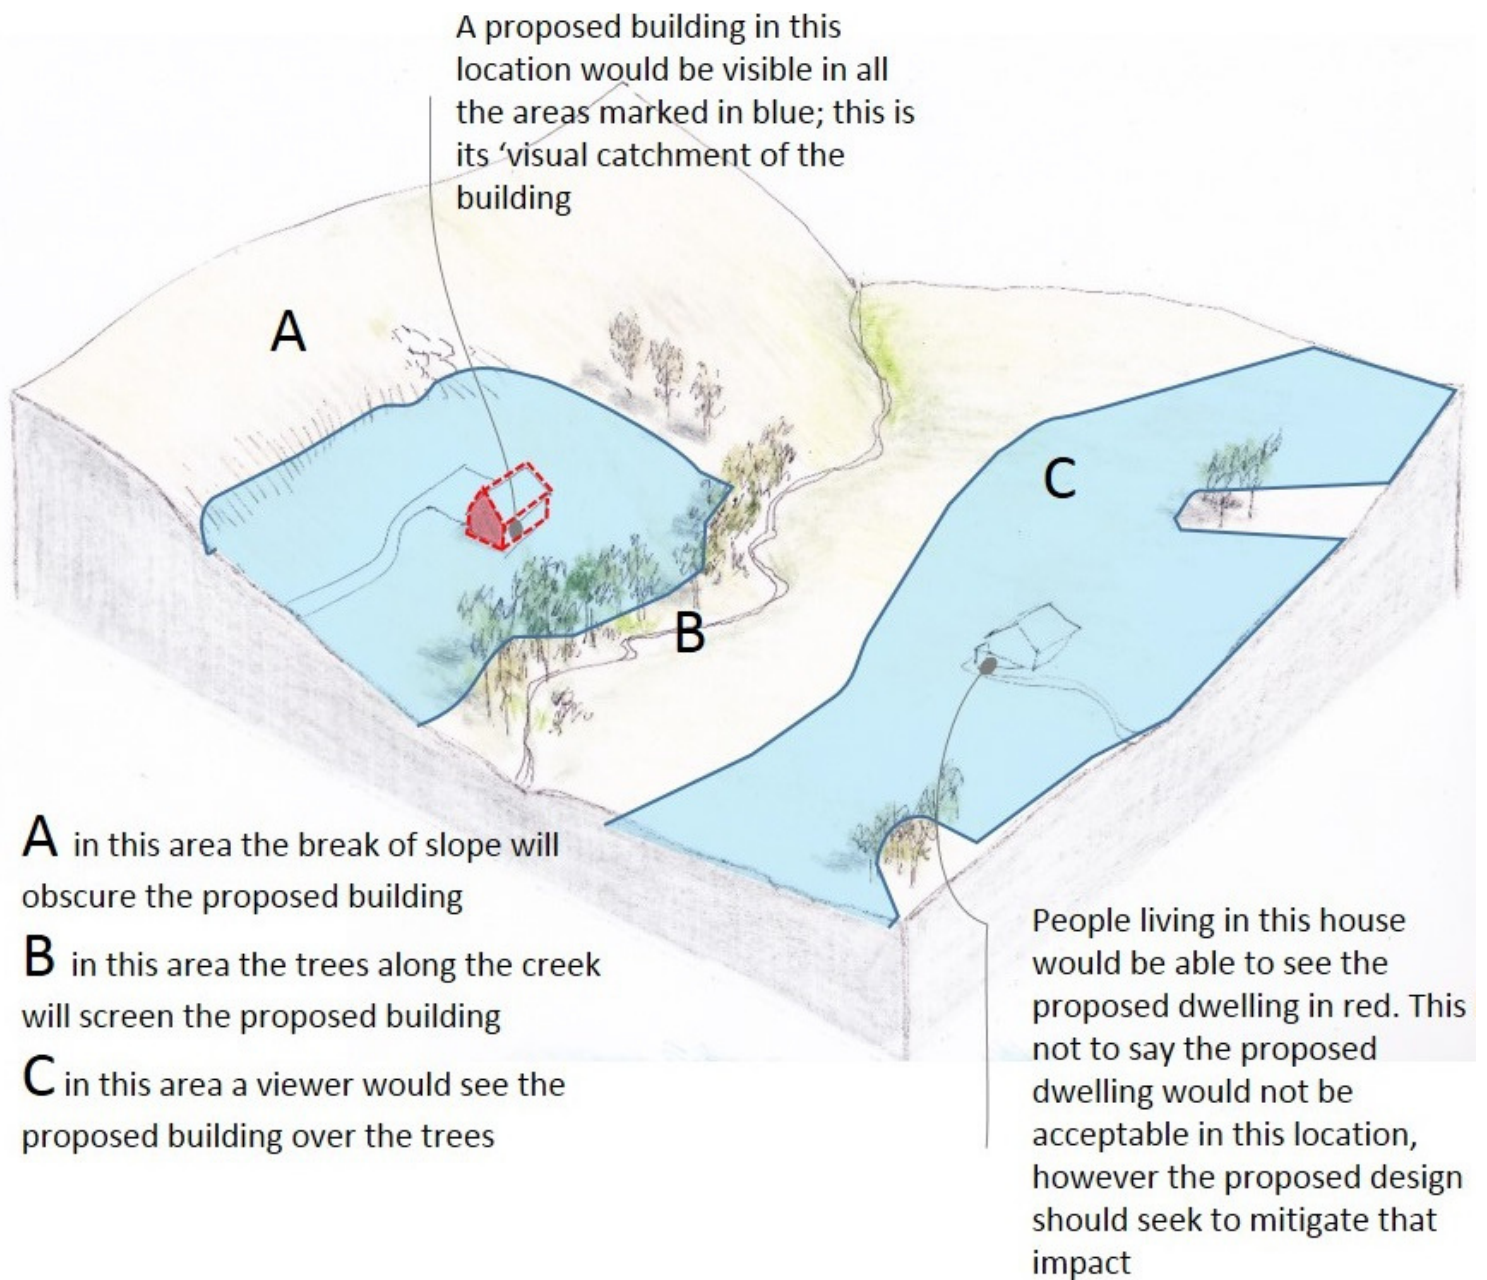 A proposed building in this
location would be visible in all
the areas marked in blue; this is
its ‘visual catchment of the
building
A
C
B
A in this area the break of slope will
obscure the proposed building
B in this area the trees along the creek
will screen the proposed building
C in this area a viewer would see the
proposed building over the trees
People living in this house
would be able to see the
proposed dwelling in red. This
not to say the proposed
dwelling would not be
acceptable in this location,
however the proposed design
should seek to mitigate that
impact